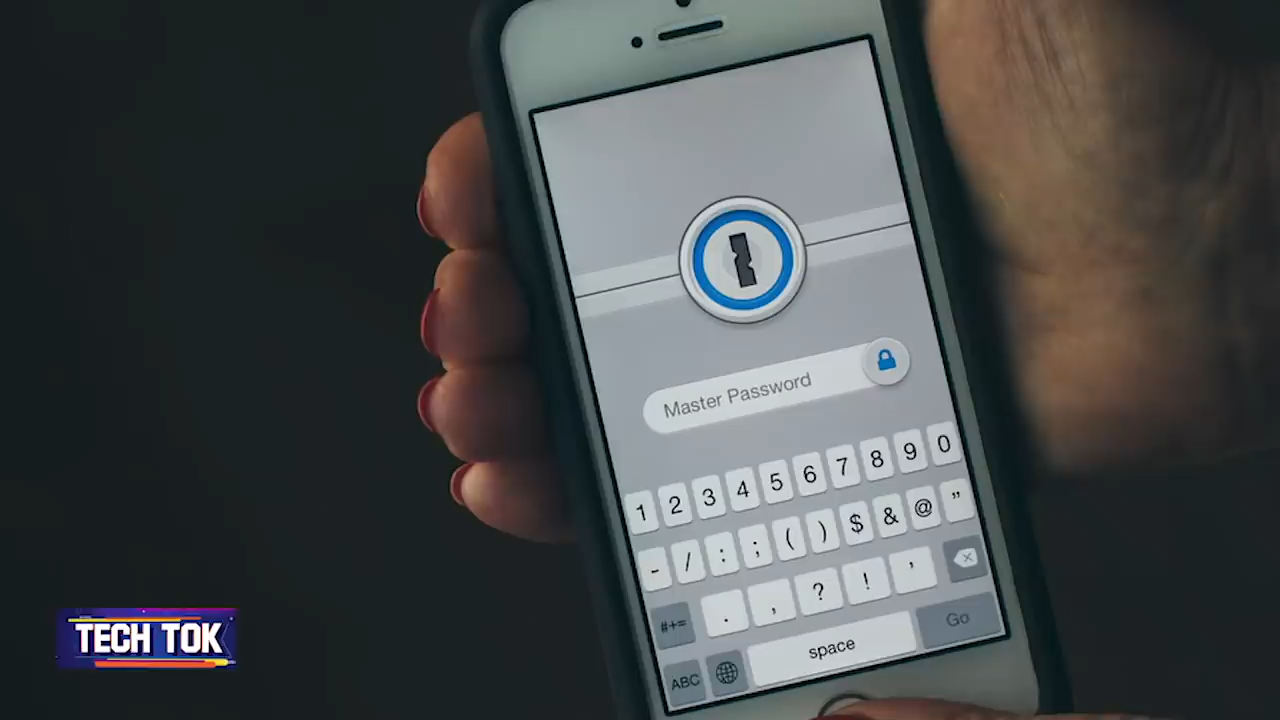 Master Password
1 2 3 4 5 6 7 8 9 0
- / : ; ( ) $ & @ ”
#+= . , ? ! ’
ABC space Go
TECH TOK